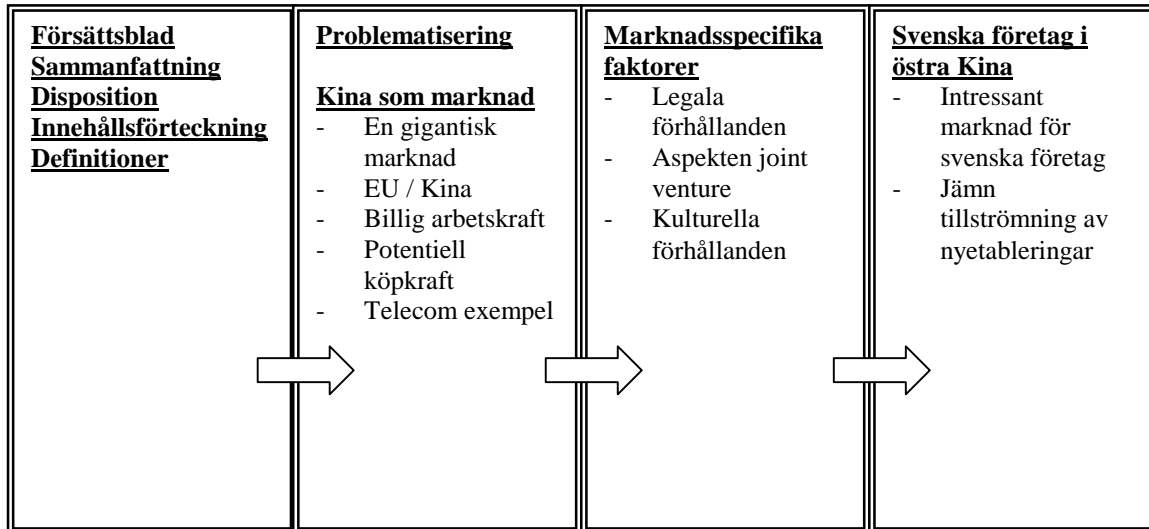 Försättsblad
Sammanfattning
Disposition
Innehållsförteckning
Definitioner
Problematisering
Kina som marknad
- En gigantisk
marknad
- EU / Kina
- Billig arbetskraft
- Potentiell
köpkraft
- Telecom exempel
Marknadsspecifika
faktorer
- Legala
förhållanden
- Aspekten joint
venture
- Kulturella
förhållanden
Svenska företag i
östra Kina
- Intressant
marknad för
svenska företag
- Jämn
tillströmning av
nyetableringar